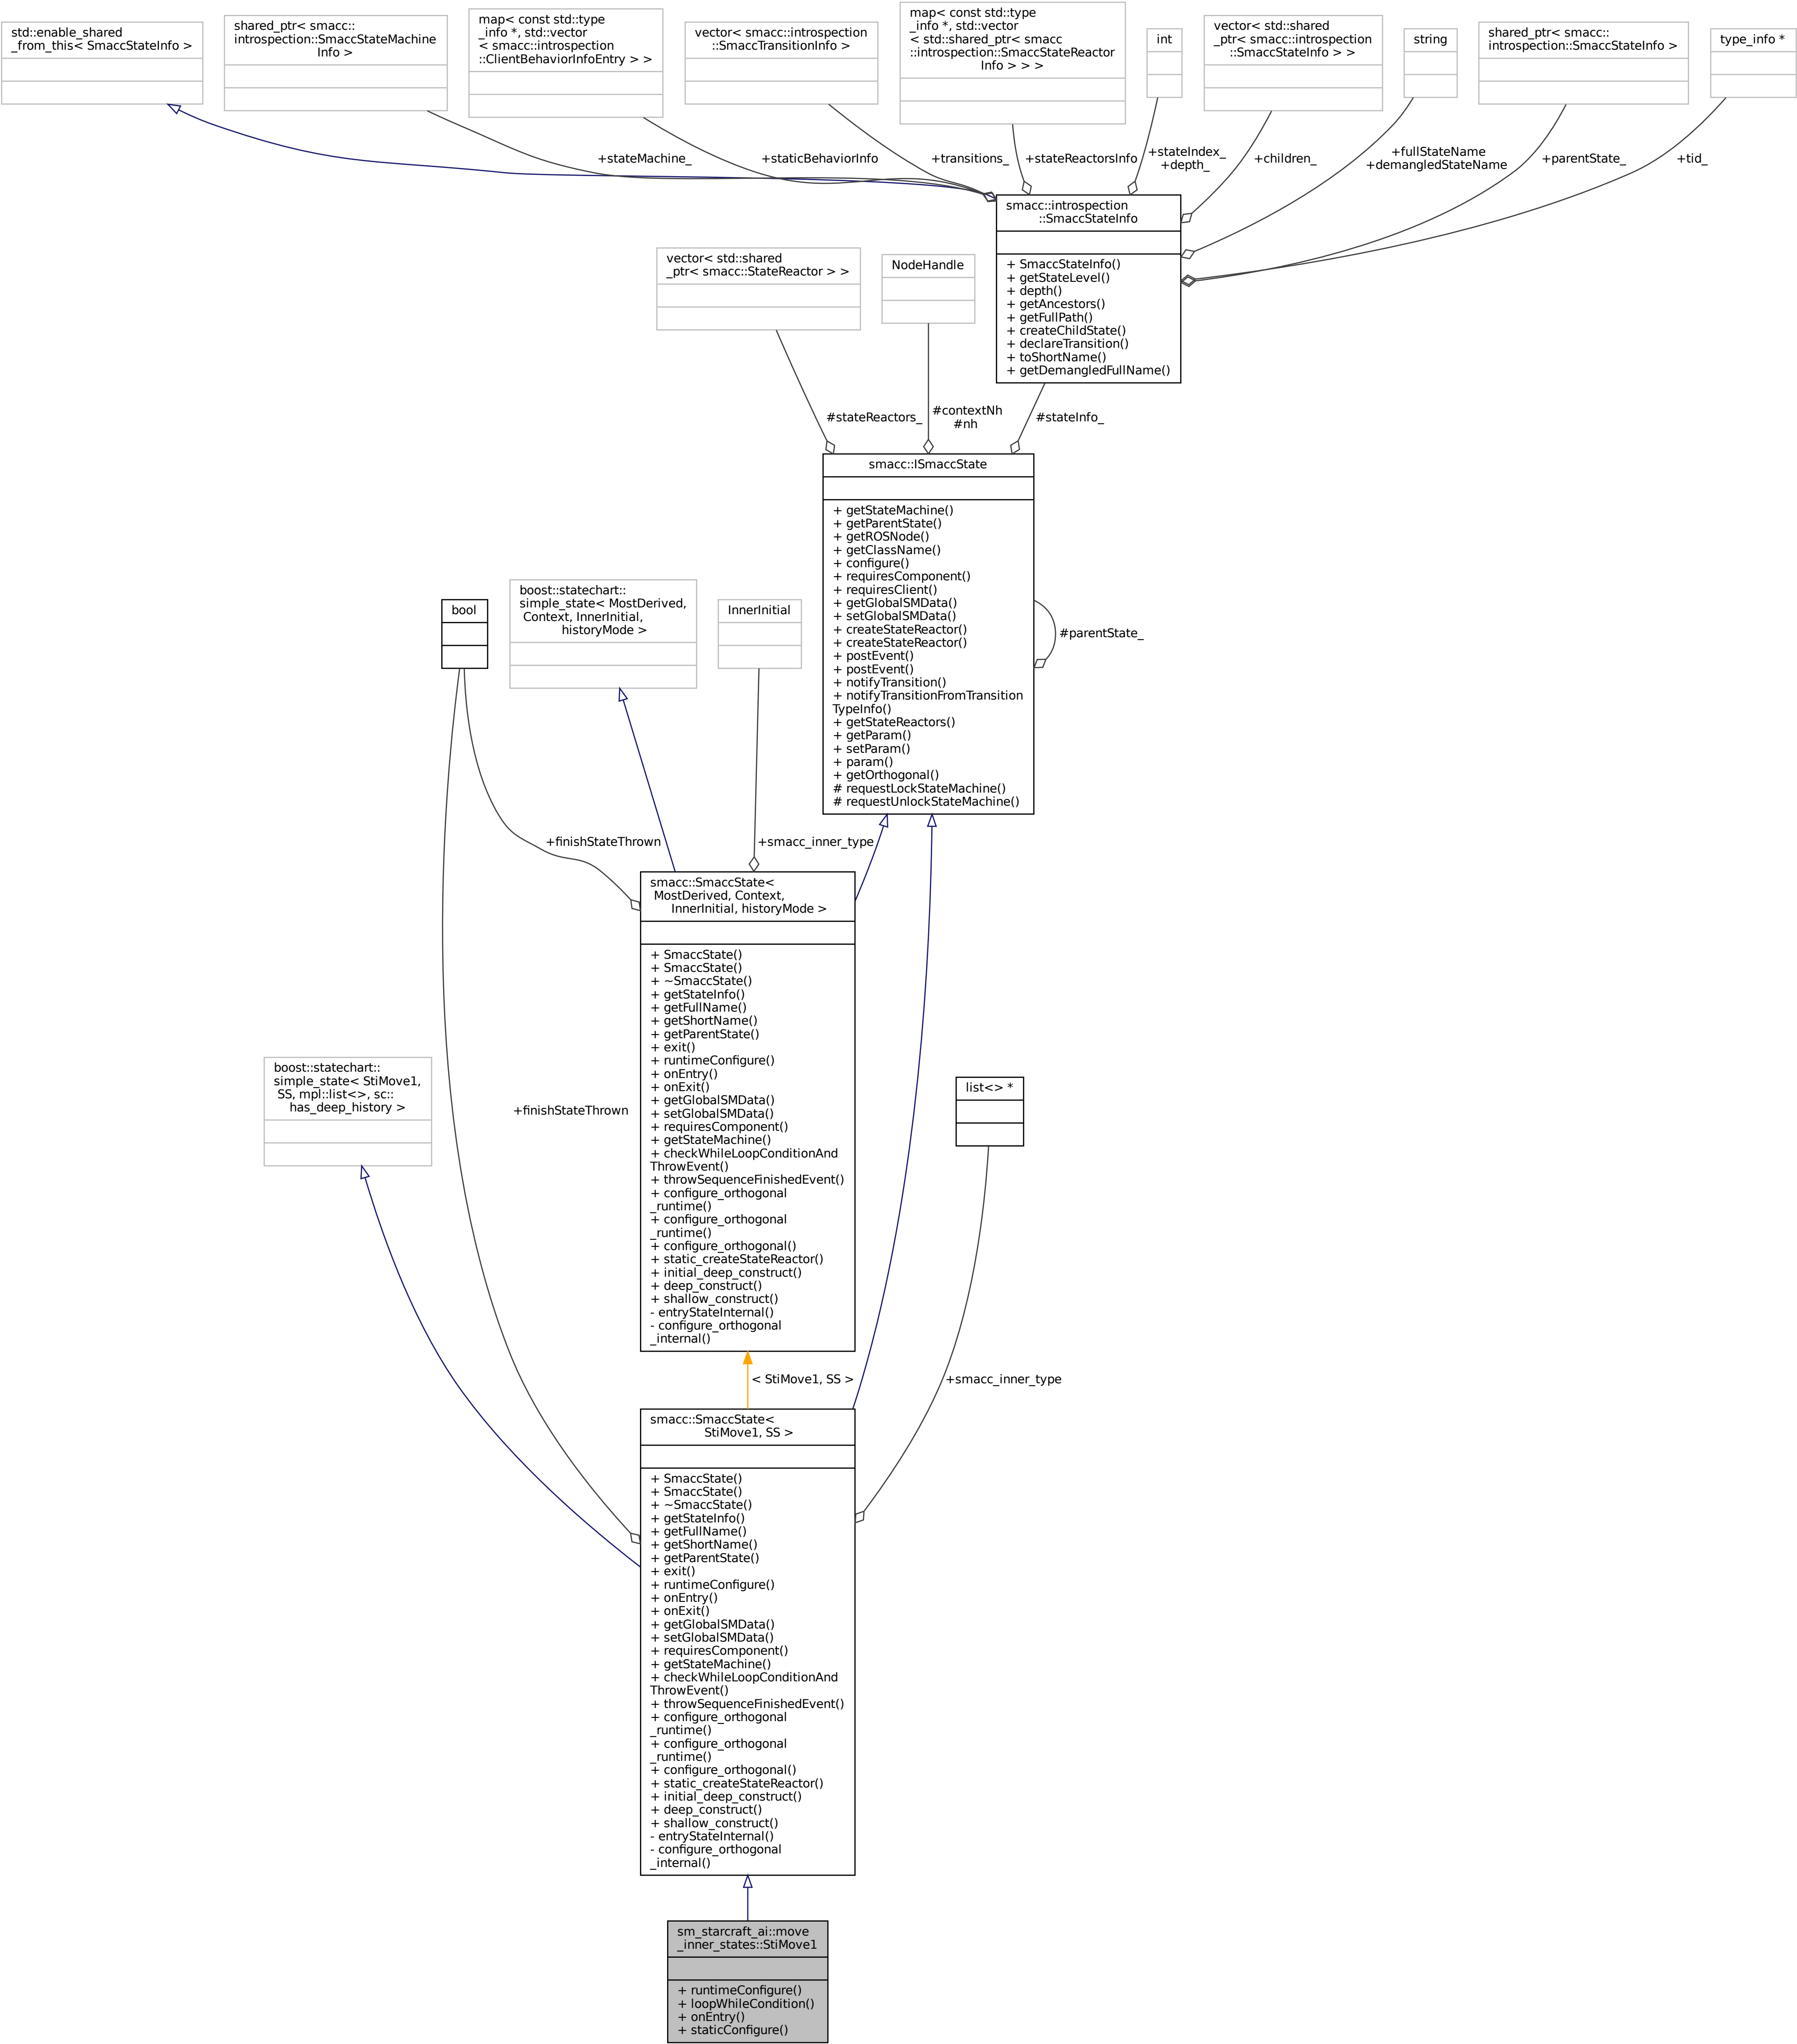 std::enable_shared
_from_this< SmaccStateInfo >
shared_ptr< smacc::
introspection::SmaccStateMachine
Info >
map< const std::type
_info *, std::vector
< smacc::introspection
::ClientBehaviorInfoEntry > >
vector< smacc::introspection
::SmaccTransitionInfo >
map< const std::type
_info *, std::vector
< std::shared_ptr< smacc
::introspection::SmaccStateReactor
Info > > >
int
vector< std::shared
_ptr< smacc::introspection
::SmaccStateInfo > >
string
shared_ptr< smacc::
introspection::SmaccStateInfo >
type_info *
+stateMachine_
+staticBehaviorInfo
+transitions_
+stateReactorsInfo
+stateIndex_
+depth_
+children_
+fullStateName
+demangledStateName
+parentState_
+tid_
smacc::introspection
::SmaccStateInfo
+ SmaccStateInfo()
+ getStateLevel()
+ depth()
+ getAncestors()
+ getFullPath()
+ createChildState()
+ declareTransition()
+ toShortName()
+ getDemangledFullName()
vector< std::shared
_ptr< smacc::StateReactor > >
NodeHandle
#stateReactors_
#contextNh
#nh
#stateInfo_
smacc::ISmaccState
+ getStateMachine()
+ getParentState()
+ getROSNode()
+ getClassName()
+ configure()
+ requiresComponent()
+ requiresClient()
+ getGlobalSMData()
+ setGlobalSMData()
+ createStateReactor()
+ createStateReactor()
+ postEvent()
+ postEvent()
+ notifyTransition()
+ notifyTransitionFromTransition
TypeInfo()
+ getStateReactors()
+ getParam()
+ setParam()
+ param()
+ getOrthogonal()
# requestLockStateMachine()
# requestUnlockStateMachine()
#parentState_
bool
boost::statechart::
simple_state< MostDerived,
Context, InnerInitial,
historyMode >
InnerInitial
+finishStateThrown
+smacc_inner_type
smacc::SmaccState<
MostDerived, Context,
InnerInitial, historyMode >
+ SmaccState()
+ SmaccState()
+ ~SmaccState()
+ getStateInfo()
+ getFullName()
+ getShortName()
+ getParentState()
+ exit()
+ runtimeConfigure()
+ onEntry()
+ onExit()
+ getGlobalSMData()
+ setGlobalSMData()
+ requiresComponent()
+ getStateMachine()
+ checkWhileLoopConditionAnd
ThrowEvent()
+ throwSequenceFinishedEvent()
+ configure_orthogonal
_runtime()
+ configure_orthogonal
_runtime()
+ configure_orthogonal()
+ static_createStateReactor()
+ initial_deep_construct()
+ deep_construct()
+ shallow_construct()
- entryStateInternal()
- configure_orthogonal
_internal()
boost::statechart::
simple_state< StiMove1,
SS, mpl::list<>, sc::
has_deep_history >
+finishStateThrown
list<> *
< StiMove1, SS >
+smacc_inner_type
smacc::SmaccState<
StiMove1, SS >
+ SmaccState()
+ SmaccState()
+ ~SmaccState()
+ getStateInfo()
+ getFullName()
+ getShortName()
+ getParentState()
+ exit()
+ runtimeConfigure()
+ onEntry()
+ onExit()
+ getGlobalSMData()
+ setGlobalSMData()
+ requiresComponent()
+ getStateMachine()
+ checkWhileLoopConditionAnd
ThrowEvent()
+ throwSequenceFinishedEvent()
+ configure_orthogonal
_runtime()
+ configure_orthogonal
_runtime()
+ configure_orthogonal()
+ static_createStateReactor()
+ initial_deep_construct()
+ deep_construct()
+ shallow_construct()
- entryStateInternal()
- configure_orthogonal
_internal()
sm_starcraft_ai::move
_inner_states::StiMove1
+ runtimeConfigure()
+ loopWhileCondition()
+ onEntry()
+ staticConfigure()